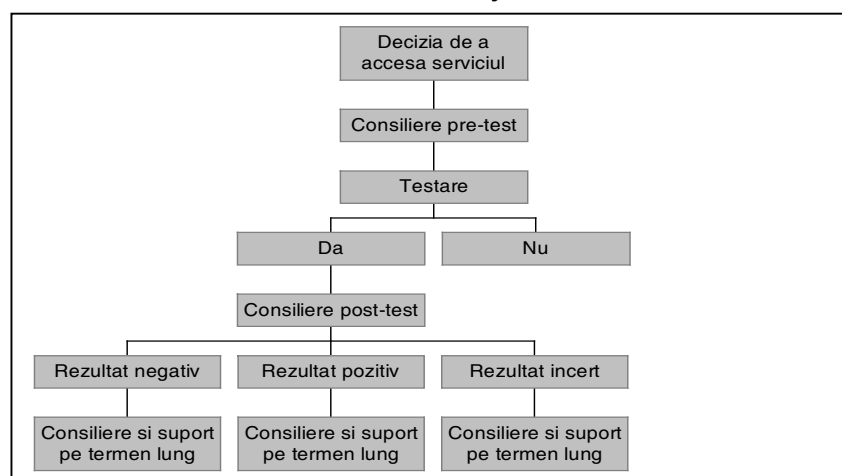 Decizia de a
accesa serviciul
Consiliere pre-test
Testare
Da
Nu
Consiliere post-test
Rezultat negativ
Rezultat pozitiv
Rezultat incert
Consiliere si suport
pe termen lung
Consiliere si suport
pe termen lung
Consiliere si suport
pe termen lung